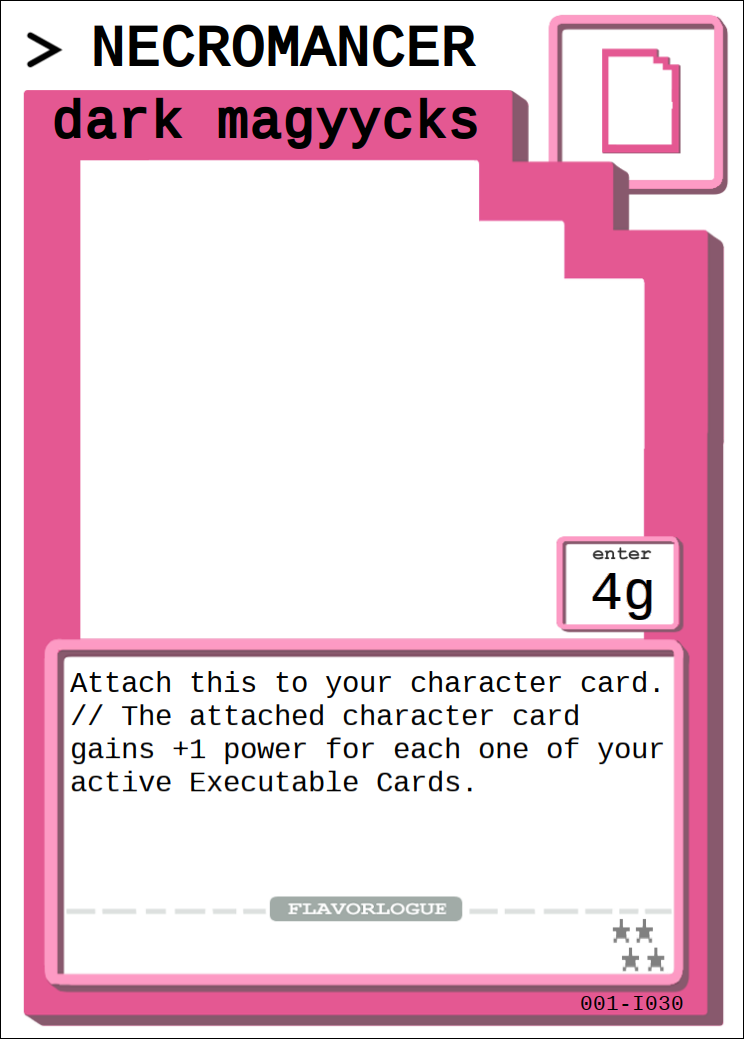 > NECROMANCER
dark magyycks
enter
4g
Attach this to your character card.
// The attached character card
gains +1 power for each one of your
active Executable Cards.
FLAVORLOGUE
001-I030